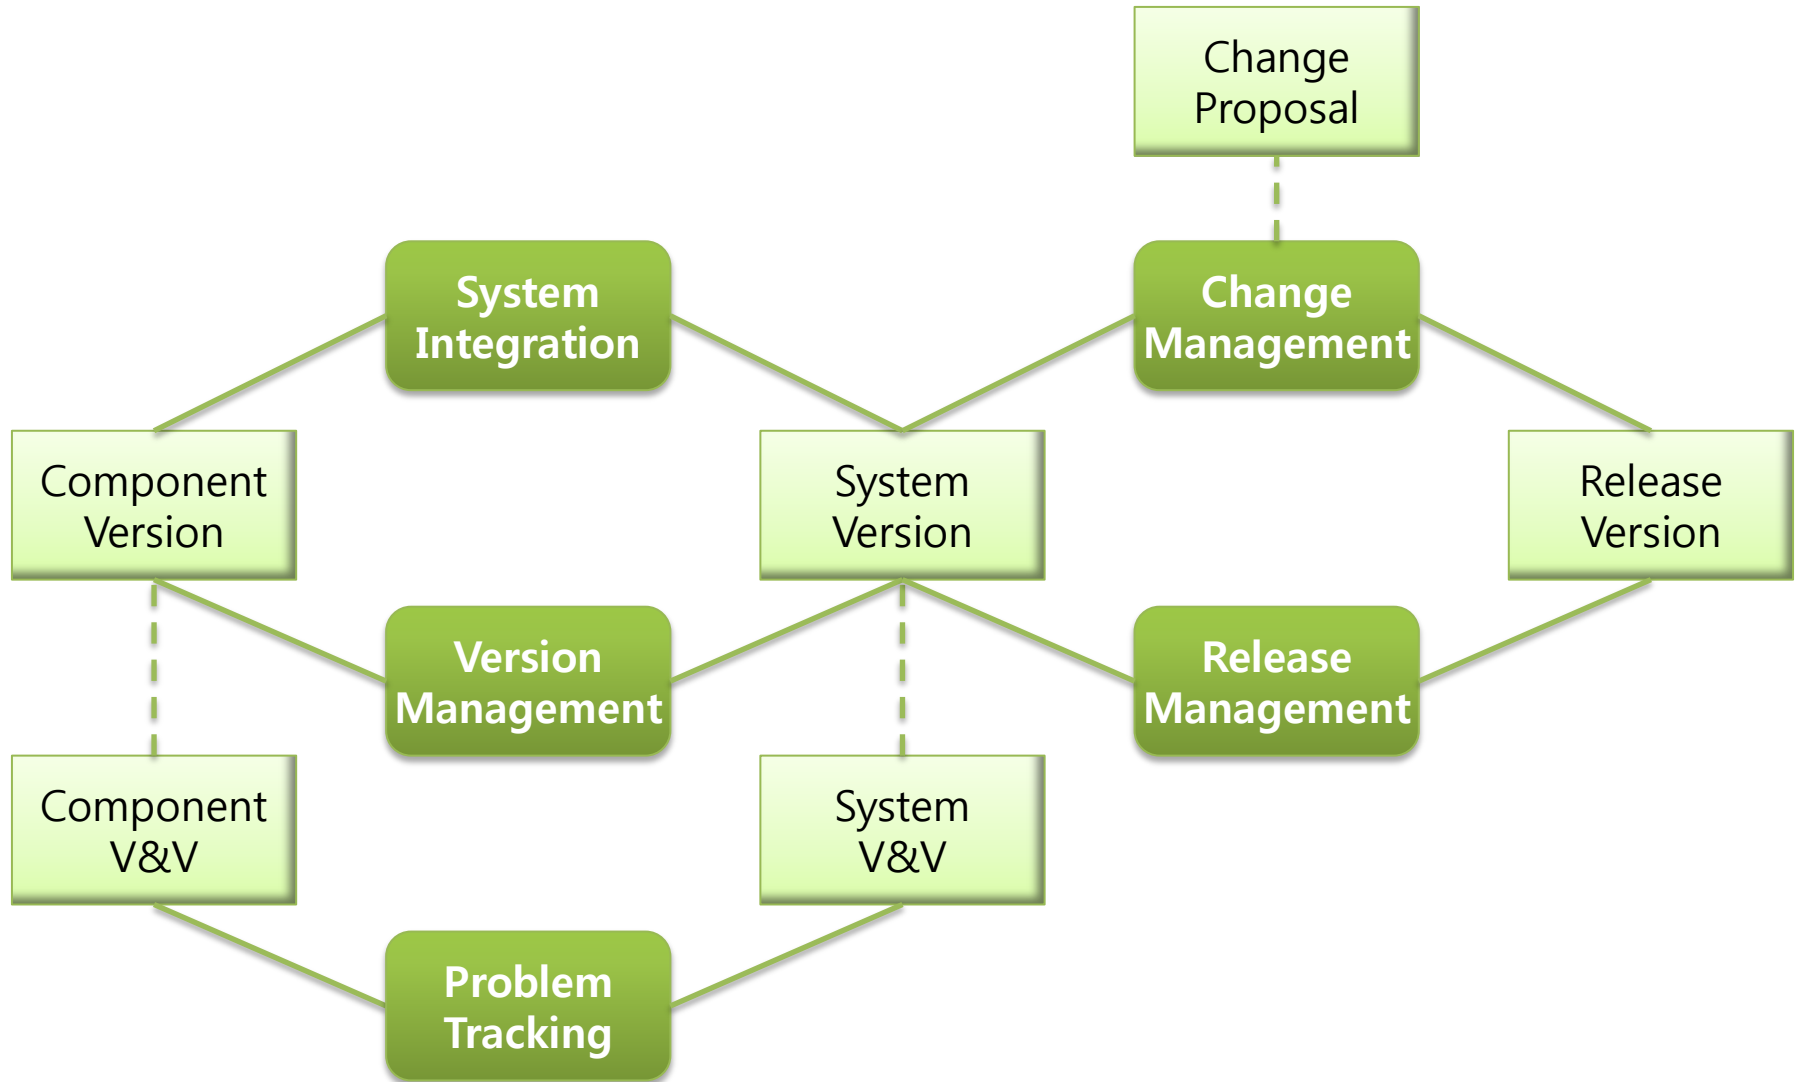 Change
Proposal
System
Integration
Change
Management
Component
Version
System
Version
Release
Version
Version
Management
Release
Management
Component
V&V
System
V&V
Problem
Tracking